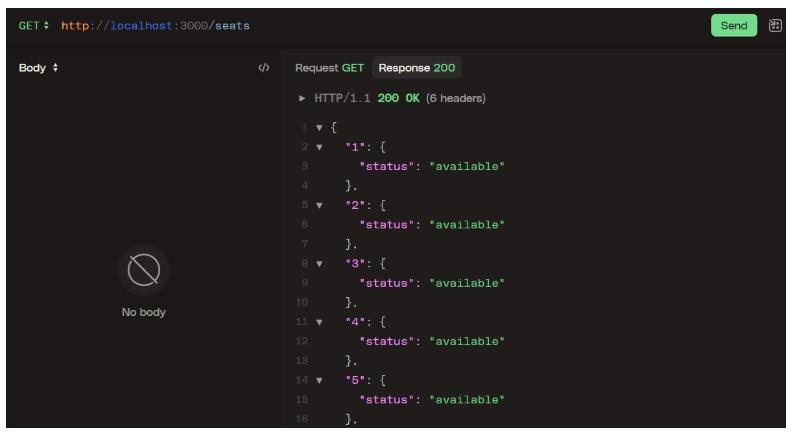 GET http://localhost:3000/seats Send
Body </> Request GET Response 200
HTTP/1.1 200 OK (6 headers)
1 {
2 "1": {
3 "status": "available"
4 },
5 "2": {
6 "status": "available"
7 },
8 "3": {
9 "status": "available"
10 },
11 "4": {
12 "status": "available"
13 },
14 "5": {
15 "status": "available"
16 },
No body